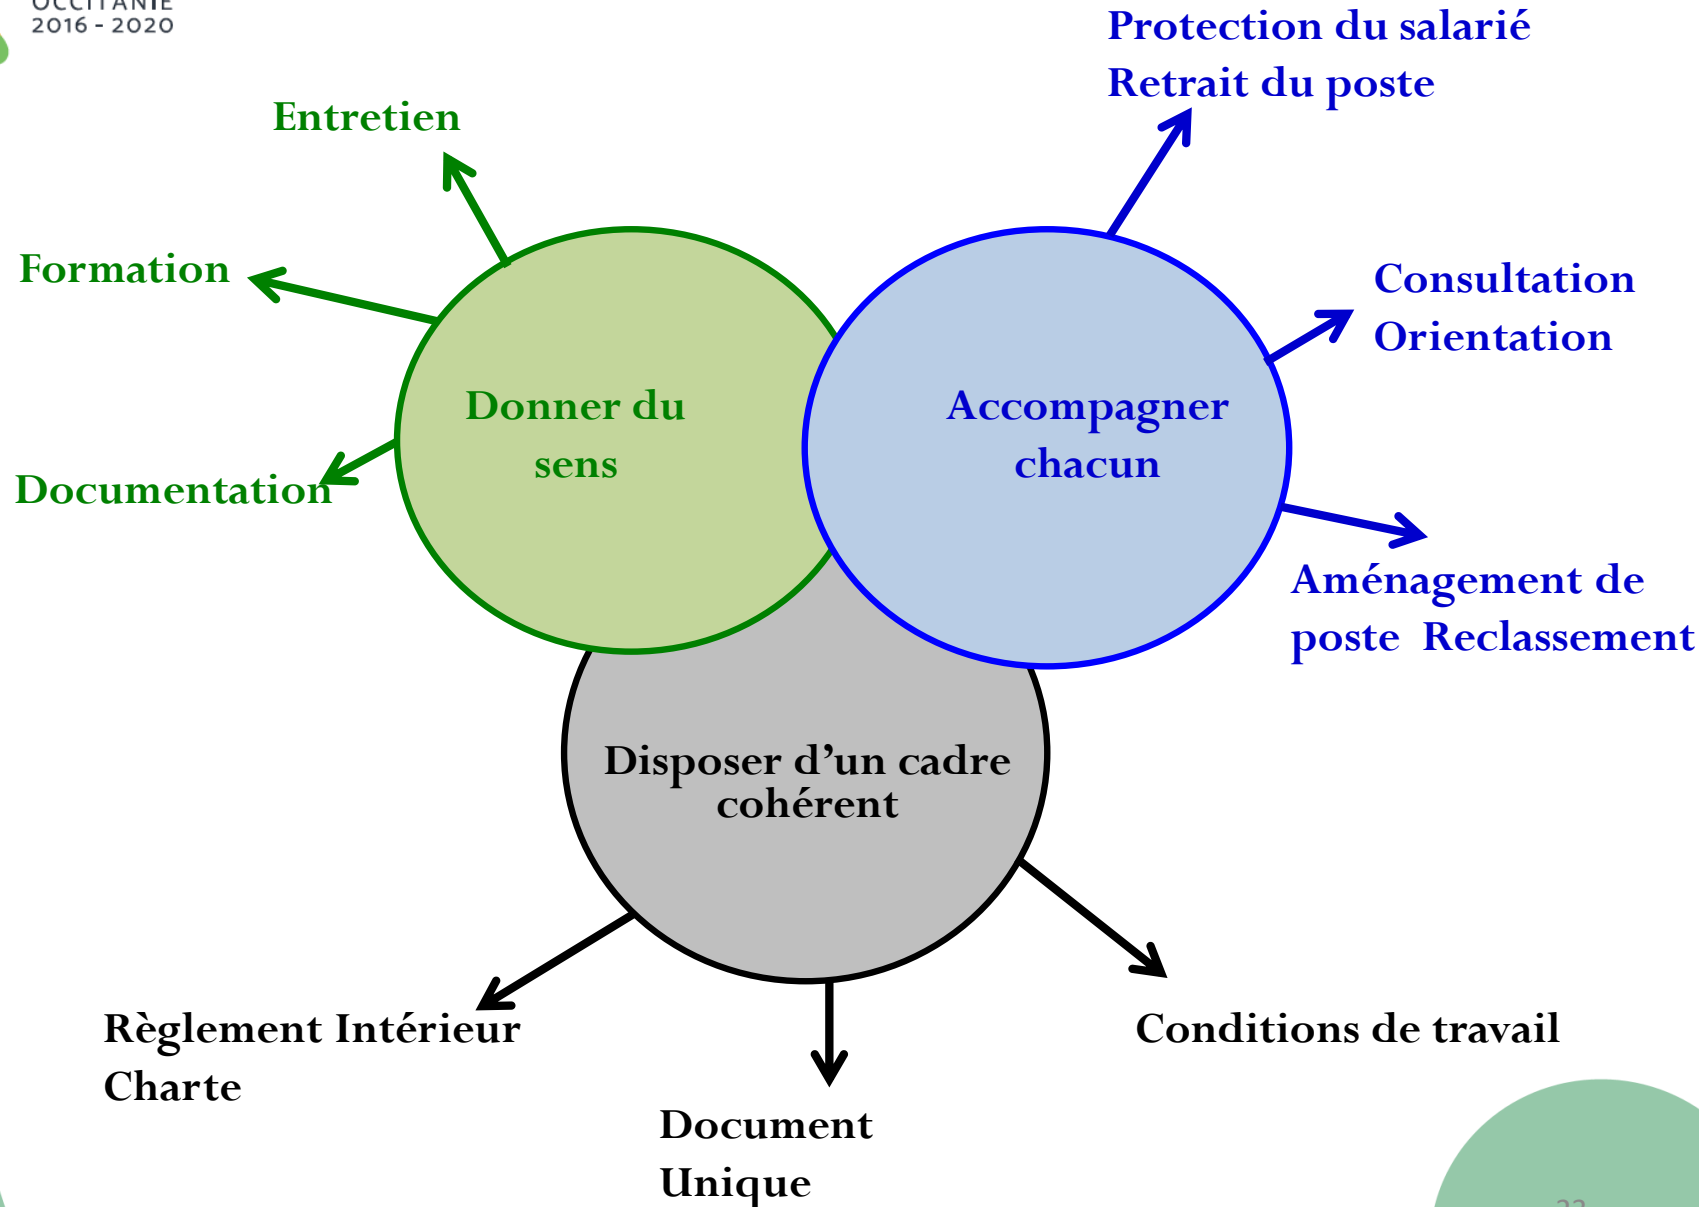 OCCITANIE
2016 - 2020
Protection du salarié
Retrait du poste
Entretien
Formation
Consultation
Orientation
Donner du
sens
Accompagner
chacun
Documentation
Aménagement de
poste Reclassement
Disposer d’un cadre
cohérent
Règlement Intérieur
Charte
Conditions de travail
Document
Unique